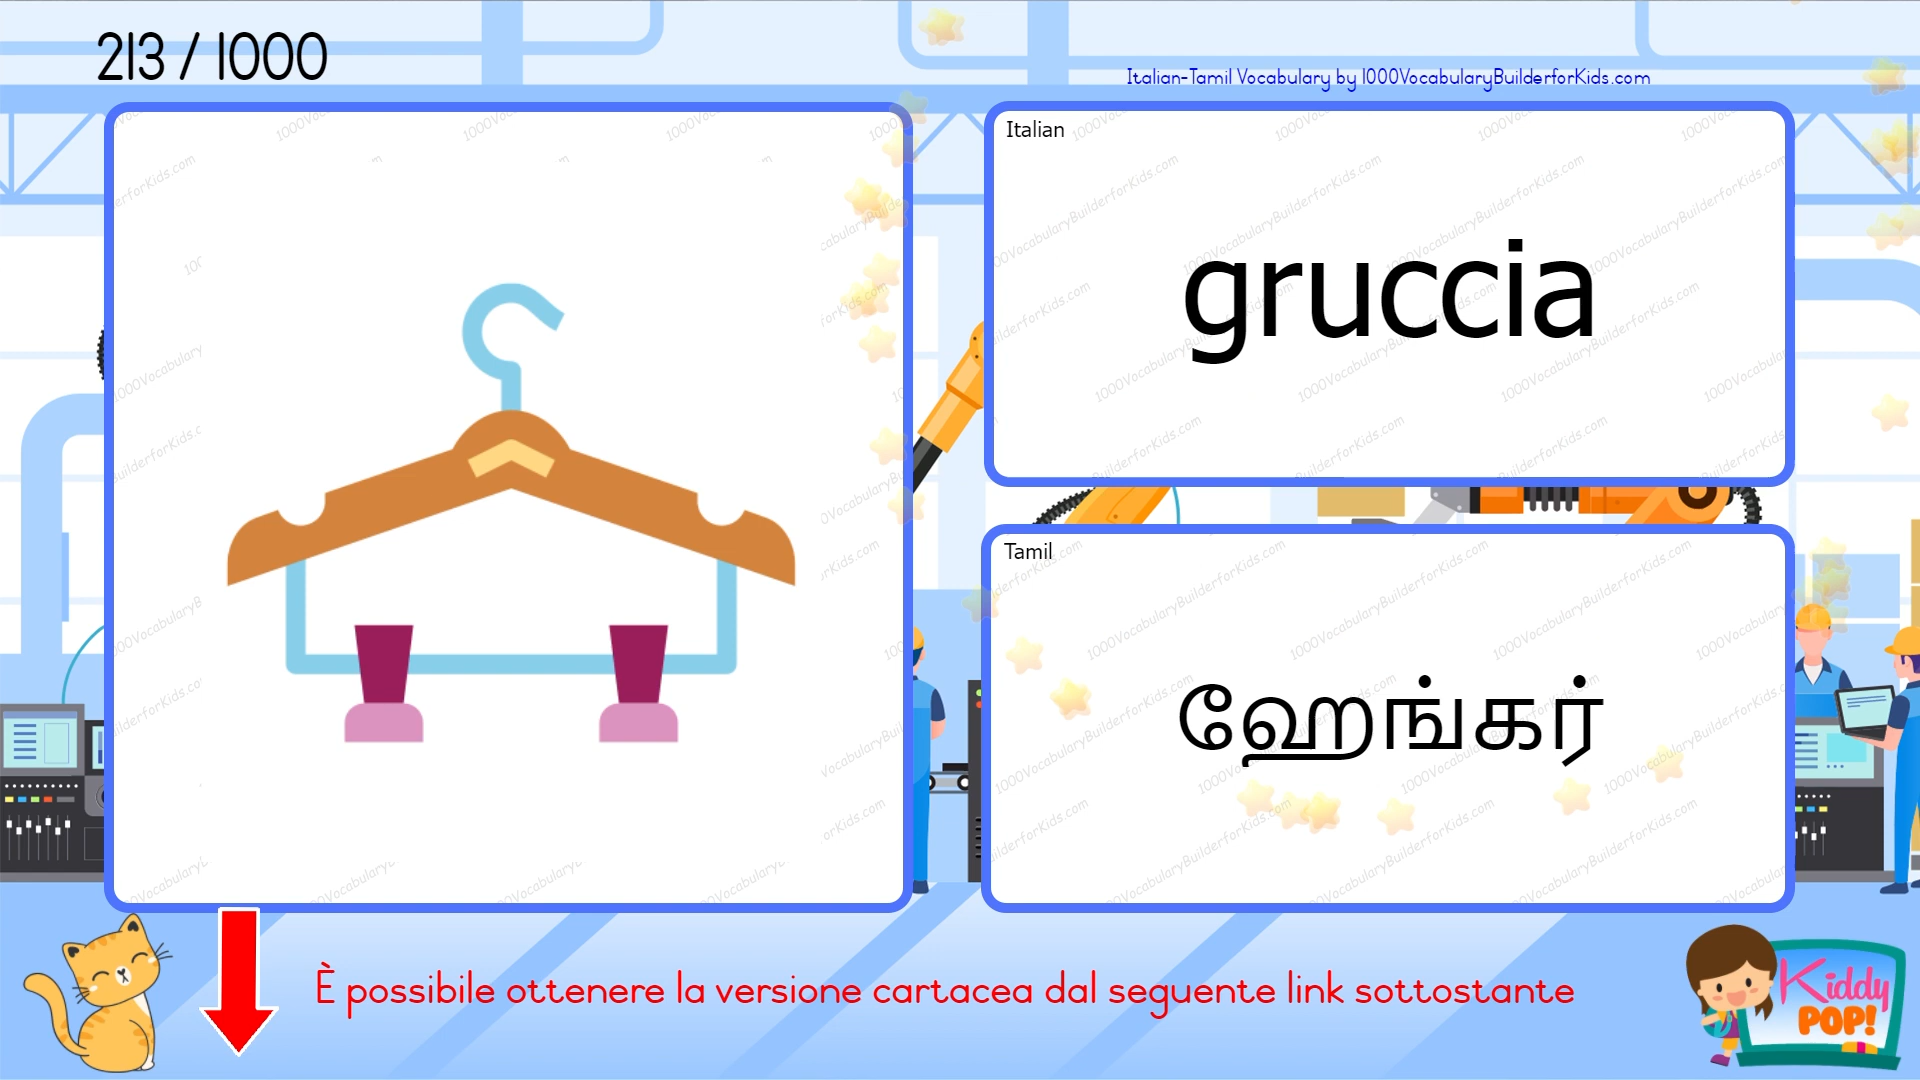 213 / 1000
Italian-Tamil Vocabulary by 1000VocabularyBuilderforKids.com
Italian
gruccia
Tamil
ஹேங்கர்
È possibile ottenere la versione cartacea dal seguente link sottostante
Kiddy
POP!